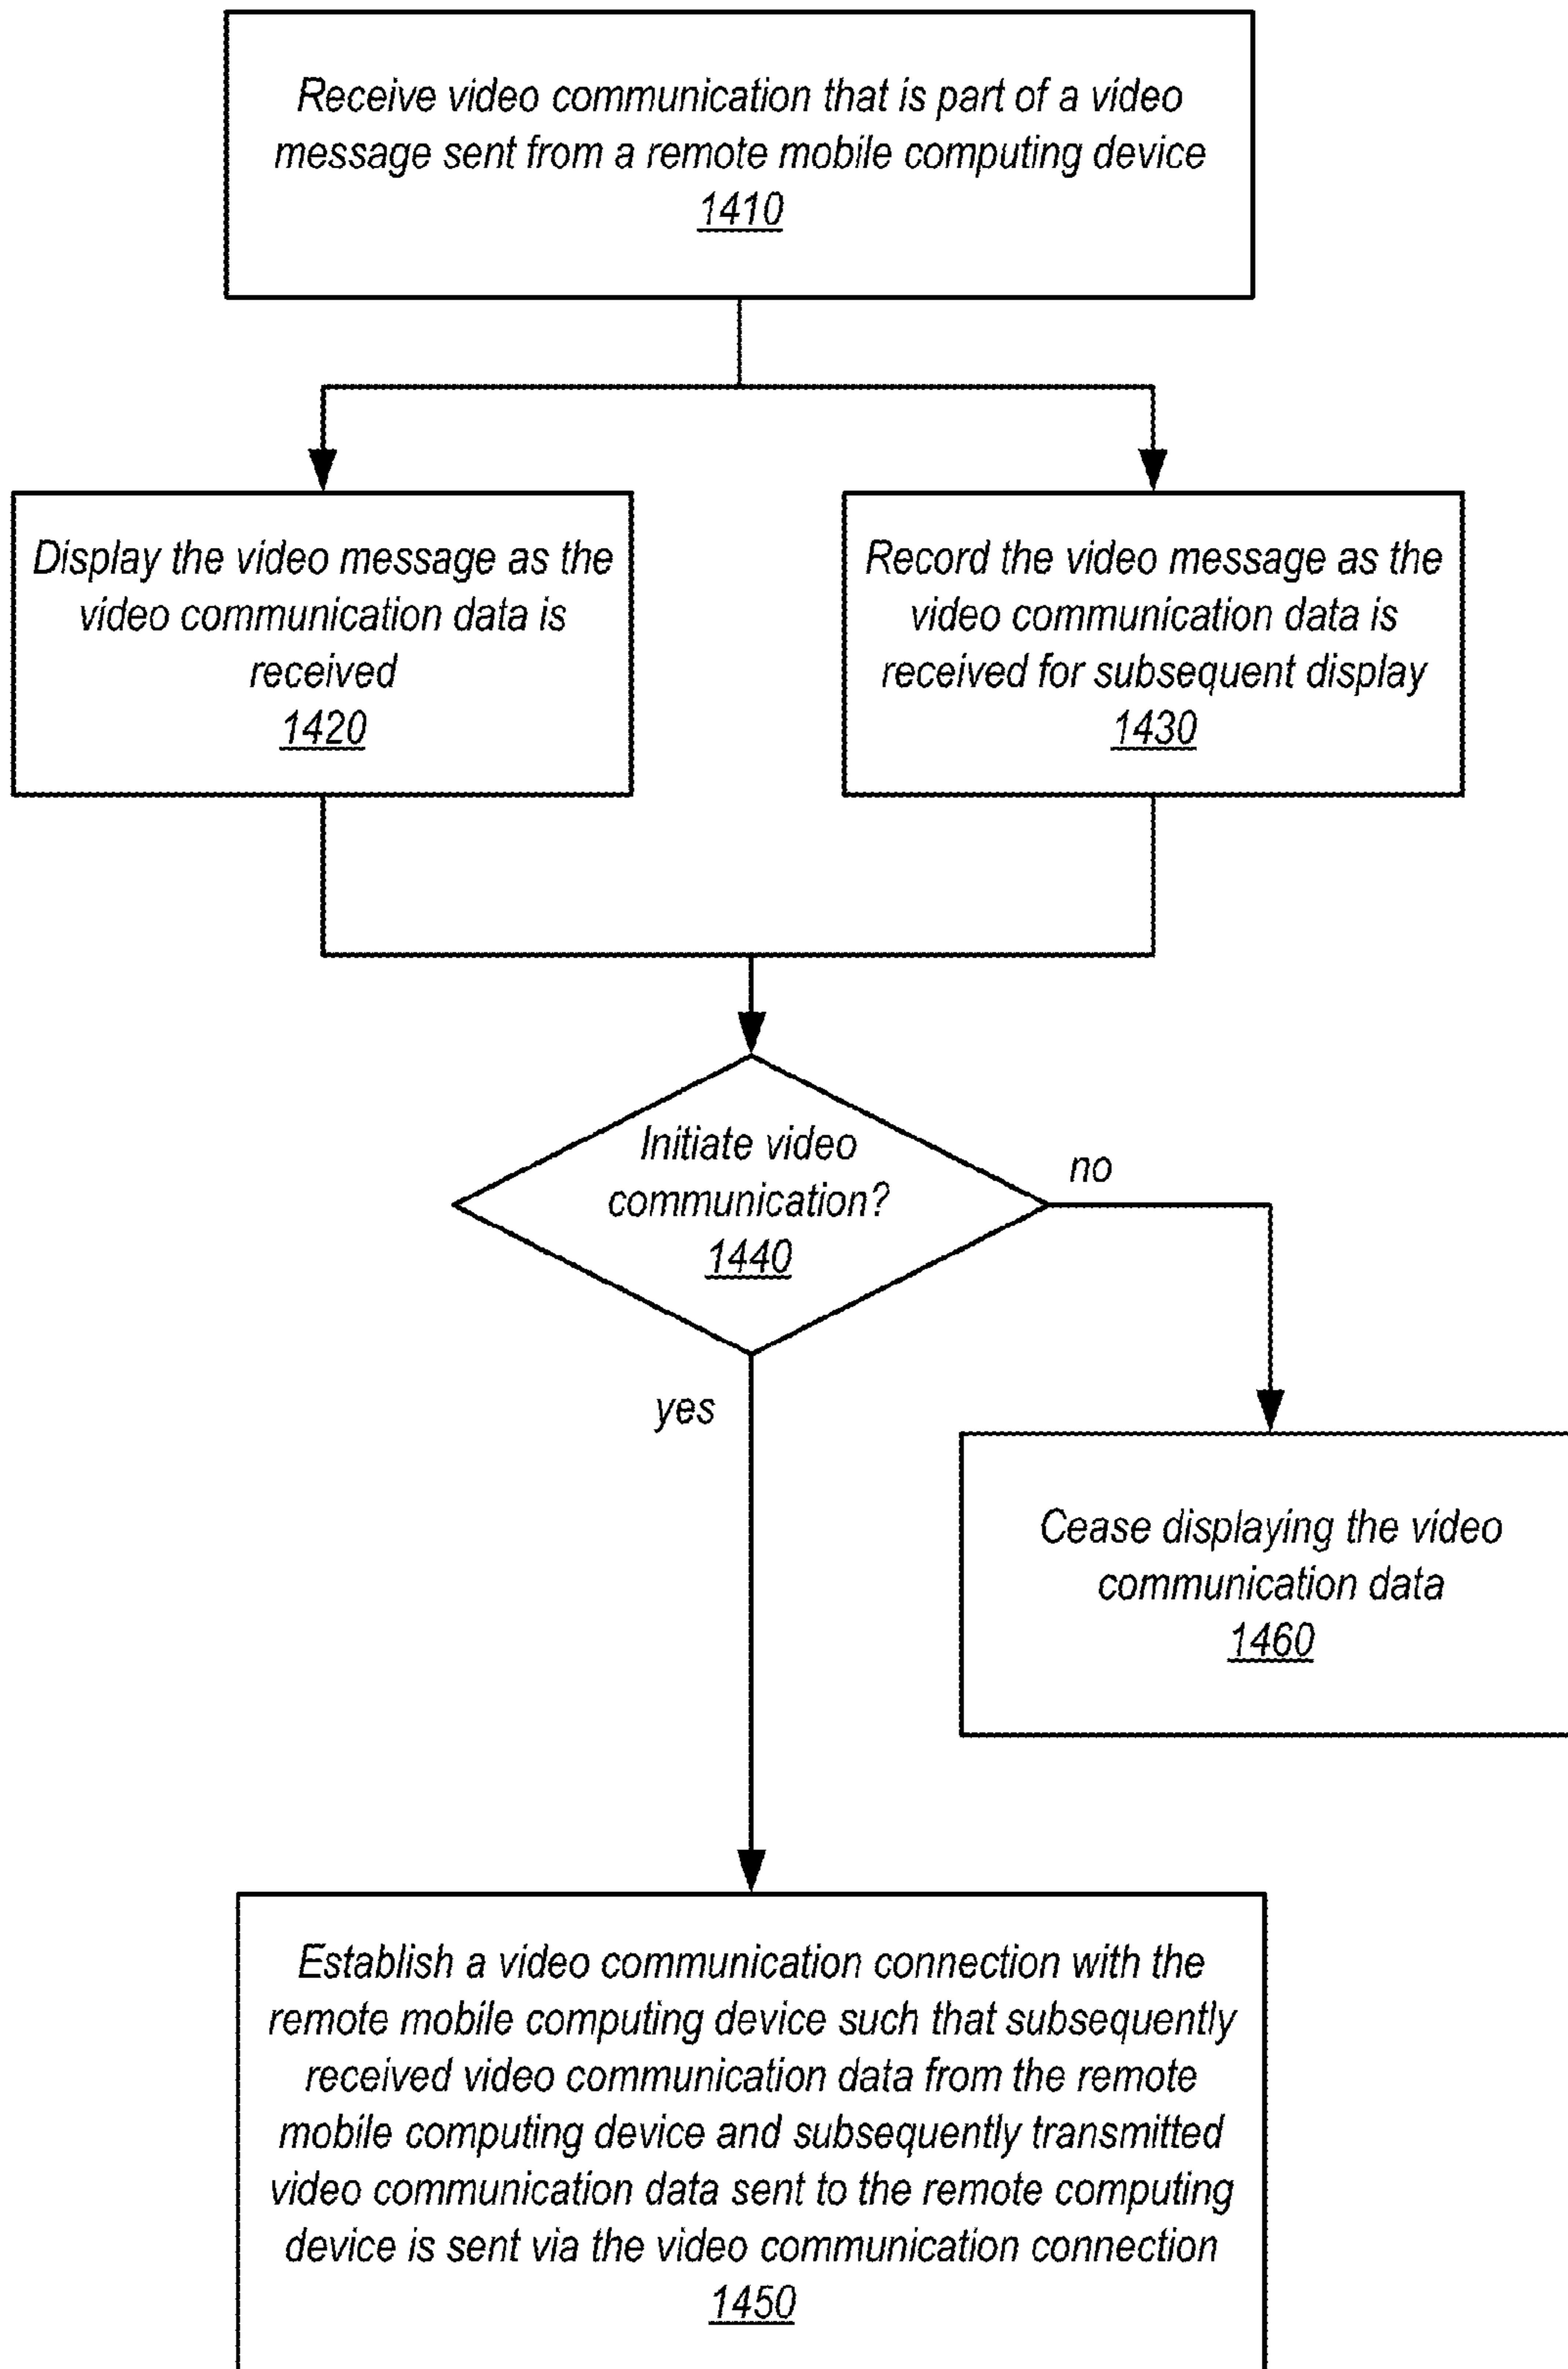 Receive video communication that is part of a video
message sent from a remote mobile computing device
1410
Display the video message as the
video communication data is
received
1420
Record the video message as the
video communication data is
received for subsequent display
1430
Initiate video
communication?
1440
no
yes
Cease displaying the video
communication data
1460
Establish a video communication connection with the
remote mobile computing device such that subsequently
received video communication data from the remote
mobile computing device and subsequently transmitted
video communication data sent to the remote computing
device is sent via the video communication connection
1450